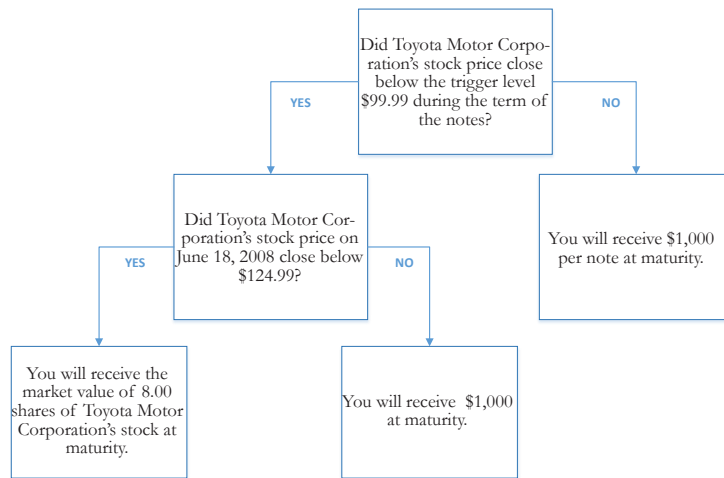 Did Toyota Motor Corpo-
ration's stock price close
below the trigger level
$99.99 during the term of
the notes?
YES
NO
Did Toyota Motor Cor-
poration's stock price on
June 18, 2008 close below
$124.99?
You will receive $1,000
per note at maturity.
YES
NO
You will receive the
market value of 8.00
shares of Toyota Motor
Corporation's stock at
maturity.
You will receive $1,000
at maturity.